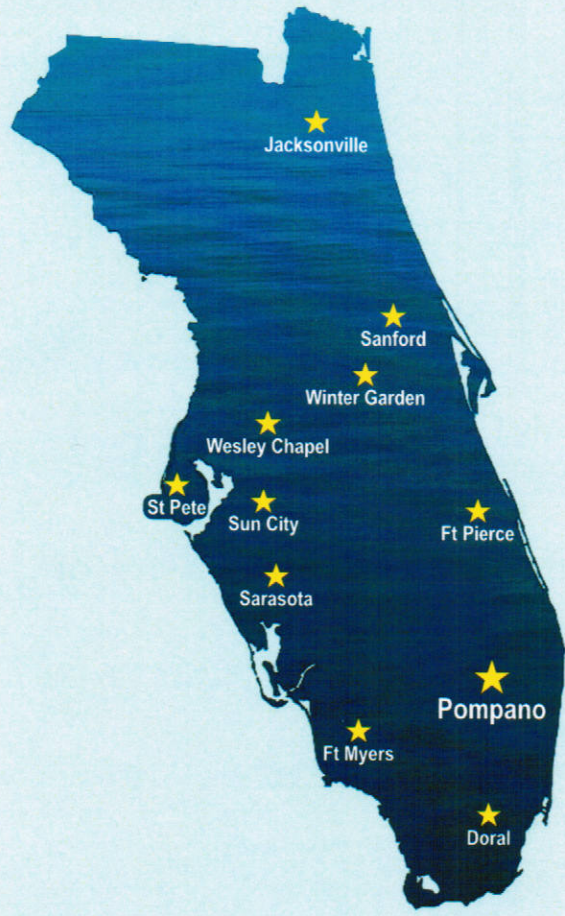 Jacksonville
Sanford
Winter Garden
Wesley Chapel
St Pete
Sun City
Ft Pierce
Sarasota
Pompano
Ft Myers
Doral